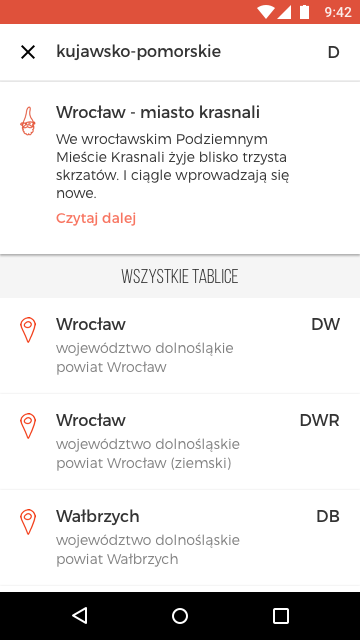 9:42
kujawsko-pomorskie D
Wrocław - miasto krasnali
We wrocławskim Podziemnym
Mieście Krasnali żyje blisko trzysta
skrzatów. I ciągle wprowadzają się
nowe.
Czytaj dalej
WSZYSTKIE TABLICE
Wrocław DW
województwo dolnośląkie
powiat Wrocław
Wrocław DWR
województwo dolnośląskie
powiat Wrocław (ziemski)
Wałbrzych DB
województwo dolnośląskie
powiat Wałbrzych